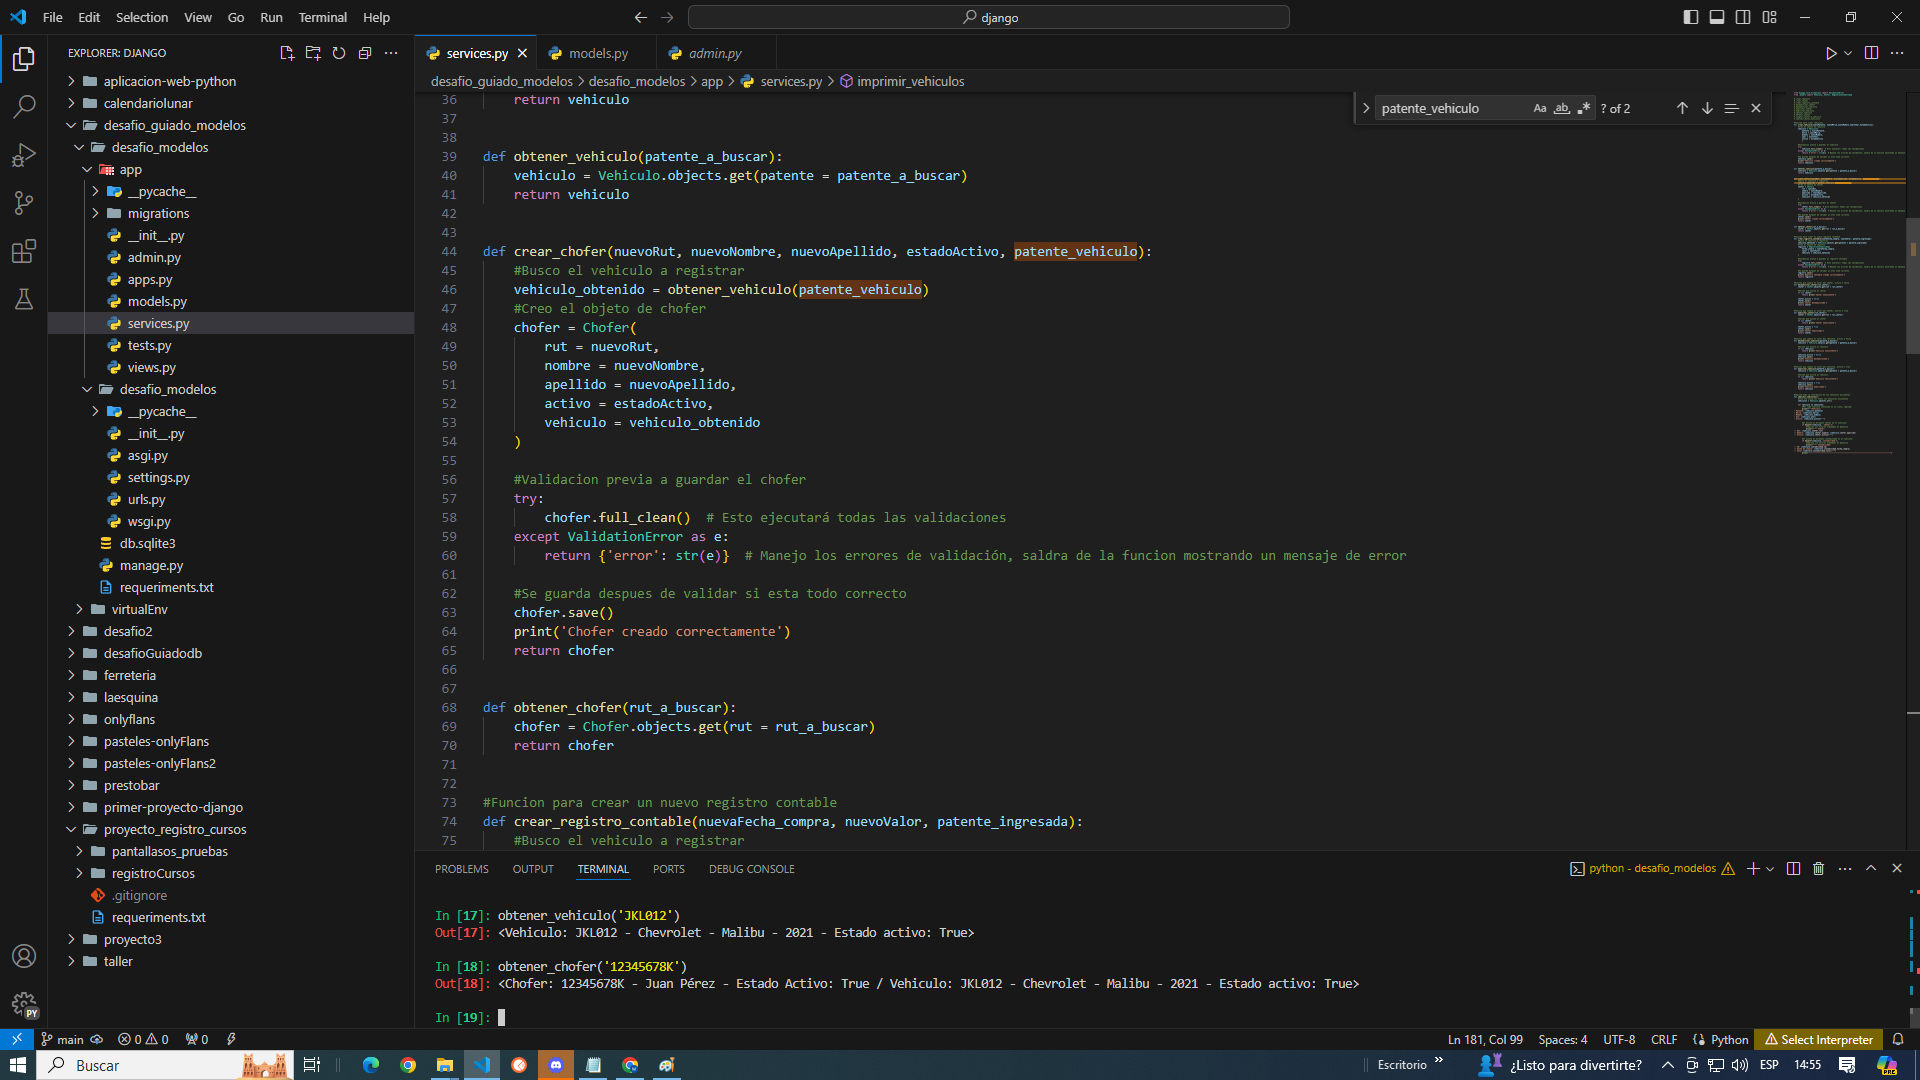 File Edit Selection View Go Run Terminal Help
django
EXPLORER: DJANGO
aplicacion-web-python
calendariolunar
desafio_guiado_modelos
desafio_modelos
app
__pycache__
migrations
__init__.py
admin.py
apps.py
models.py
services.py
tests.py
views.py
desafio_modelos
__pycache__
__init__.py
asgi.py
settings.py
urls.py
wsgi.py
db.sqlite3
manage.py
requeriments.txt
virtualEnv
desafio2
desafioGuiadodb
ferreteria
laesquina
onlyflans
pasteles-onlyFlans
pasteles-onlyFlans2
prestobar
primer-proyecto-django
proyecto_registro_cursos
pantallasos_pruebas
registroCursos
.gitignore
requeriments.txt
proyecto3
taller
services.py models.py admin.py
desafio_guiado_modelos > desafio_modelos > app > services.py > imprimir_vehiculos
patente_vehiculo Aa ab .* ? of 2
36 return vehiculo
37
38
39 def obtener_vehiculo(patente_a_buscar):
40 vehiculo = Vehiculo.objects.get(patente = patente_a_buscar)
41 return vehiculo
42
43
44 def crear_chofer(nuevoRut, nuevoNombre, nuevoApellido, estadoActivo, patente_vehiculo):
45 #Busco el vehiculo a registrar
46 vehiculo_obtenido = obtener_vehiculo(patente_vehiculo)
47 #Creo el objeto de chofer
48 chofer = Chofer(
49 rut = nuevoRut,
50 nombre = nuevoNombre,
51 apellido = nuevoApellido,
52 activo = estadoActivo,
53 vehiculo = vehiculo_obtenido
54 )
55
56 #Validacion previa a guardar el chofer
57 try:
58 chofer.full_clean() # Esto ejecutará todas las validaciones
59 except ValidationError as e:
60 return {'error': str(e)} # Manejo los errores de validación, saldra de la funcion mostrando un mensaje de error
61
62 #Se guarda despues de validar si esta todo correcto
63 chofer.save()
64 print('Chofer creado correctamente')
65 return chofer
66
67
68 def obtener_chofer(rut_a_buscar):
69 chofer = Chofer.objects.get(rut = rut_a_buscar)
70 return chofer
71
72
73 #Funcion para crear un nuevo registro contable
74 def crear_registro_contable(nuevaFecha_compra, nuevoValor, patente_ingresada):
75 #Busco el vehiculo a registrar
PROBLEMS OUTPUT TERMINAL PORTS DEBUG CONSOLE
python - desafio_modelos
In [17]: obtener_vehiculo('JKL012')
Out[17]: <Vehiculo: JKL012 - Chevrolet - Malibu - 2021 - Estado activo: True>
In [18]: obtener_chofer('12345678K')
Out[18]: <Chofer: 12345678K - Juan Pérez - Estado Activo: True / Vehiculo: JKL012 - Chevrolet - Malibu - 2021 - Estado activo: True>
In [19]:
PY
main 0 0 0
Ln 181, Col 99 Spaces: 4 UTF-8 CRLF Python Select Interpreter
Buscar
Escritorio
¿Listo para divertirte?
ESP 14:55
PRE